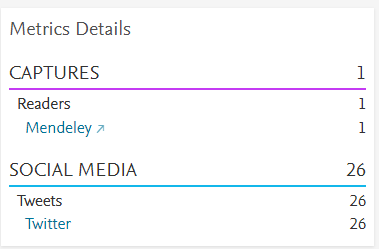 Metrics Details
CAPTURES 1
Readers 1
Mendeley ↗ 1
SOCIAL MEDIA 26
Tweets 26
Twitter 26